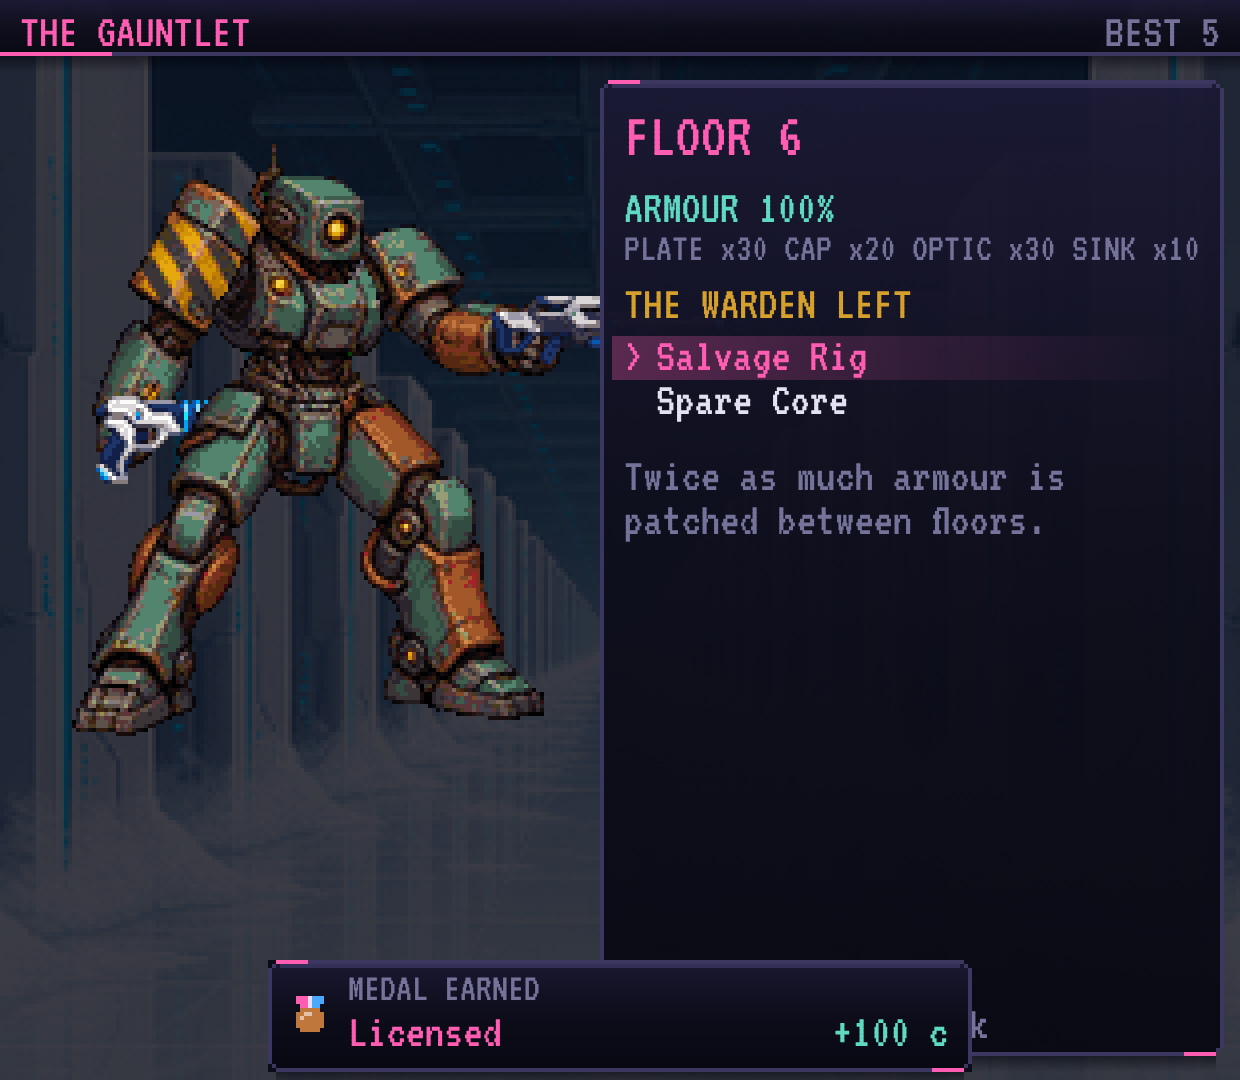 THE GAUNTLET
BEST 5
FLOOR 6
ARMOUR 100%
PLATE x30 CAP x20 OPTIC x30 SINK x10
THE WARDEN LEFT
> Salvage Rig
Spare Core
Twice as much armour is
patched between floors.
MEDAL EARNED
Licensed +100 c